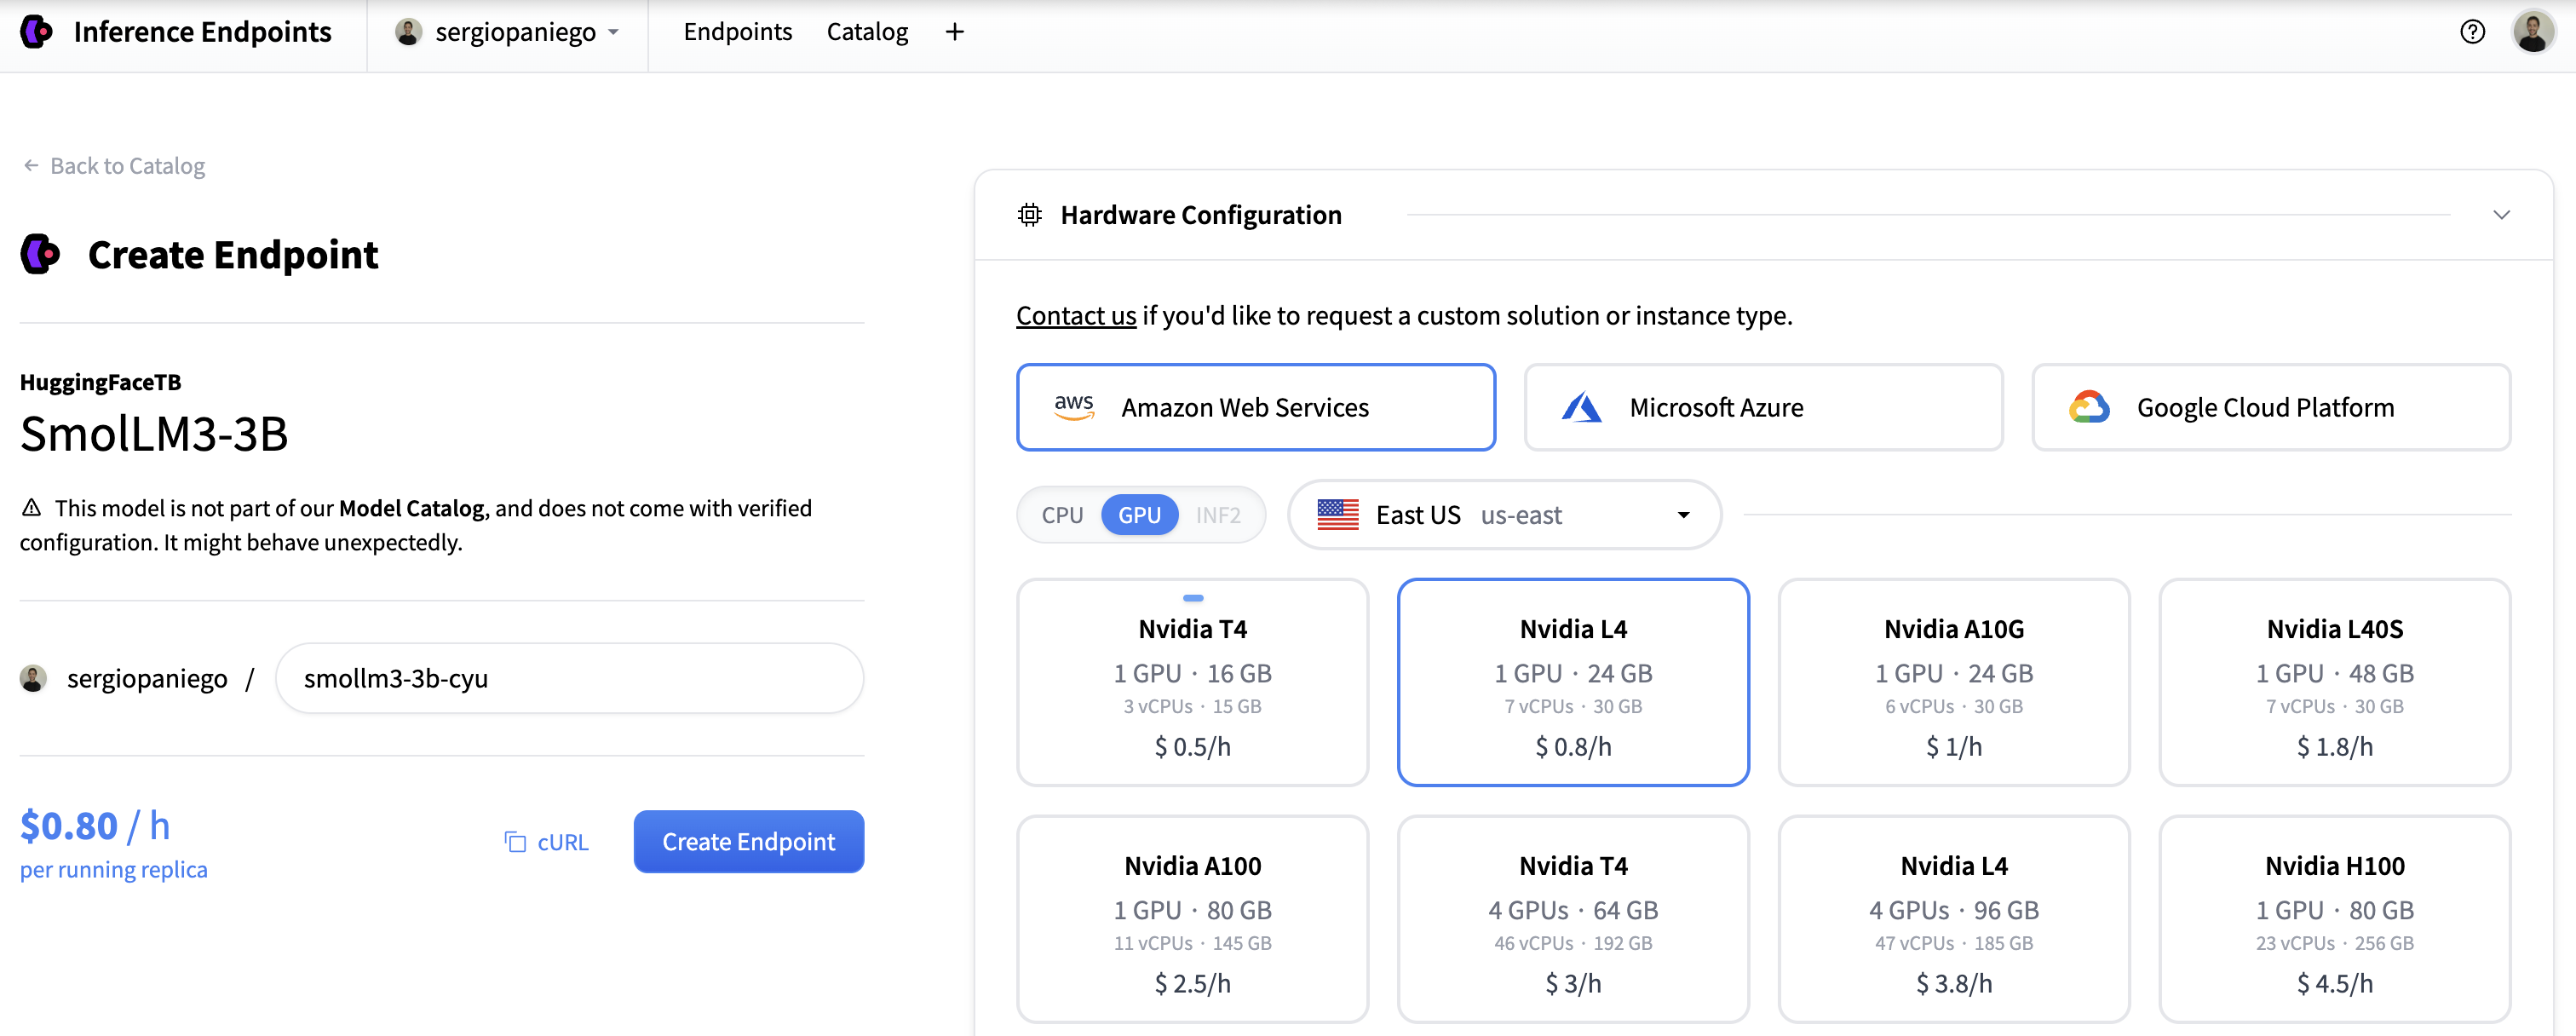 Inference Endpoints
sergiopaniego
Endpoints
Catalog
+
?
← Back to Catalog
Create Endpoint
HuggingFaceTB
SmolLM3-3B
This model is not part of our Model Catalog, and does not come with verified
configuration. It might behave unexpectedly.
sergiopaniego / smollm3-3b-cyu
$0.80 / h
per running replica
cURL
Create Endpoint
Hardware Configuration
Contact us if you'd like to request a custom solution or instance type.
aws Amazon Web Services
Microsoft Azure
Google Cloud Platform
CPU GPU INF2
East US us-east
Nvidia T4
1 GPU · 16 GB
3 vCPUs · 15 GB
$ 0.5/h
Nvidia L4
1 GPU · 24 GB
7 vCPUs · 30 GB
$ 0.8/h
Nvidia A10G
1 GPU · 24 GB
6 vCPUs · 30 GB
$ 1/h
Nvidia L40S
1 GPU · 48 GB
7 vCPUs · 30 GB
$ 1.8/h
Nvidia A100
1 GPU · 80 GB
11 vCPUs · 145 GB
$ 2.5/h
Nvidia T4
4 GPUs · 64 GB
46 vCPUs · 192 GB
$ 3/h
Nvidia L4
4 GPUs · 96 GB
47 vCPUs · 185 GB
$ 3.8/h
Nvidia H100
1 GPU · 80 GB
23 vCPUs · 256 GB
$ 4.5/h